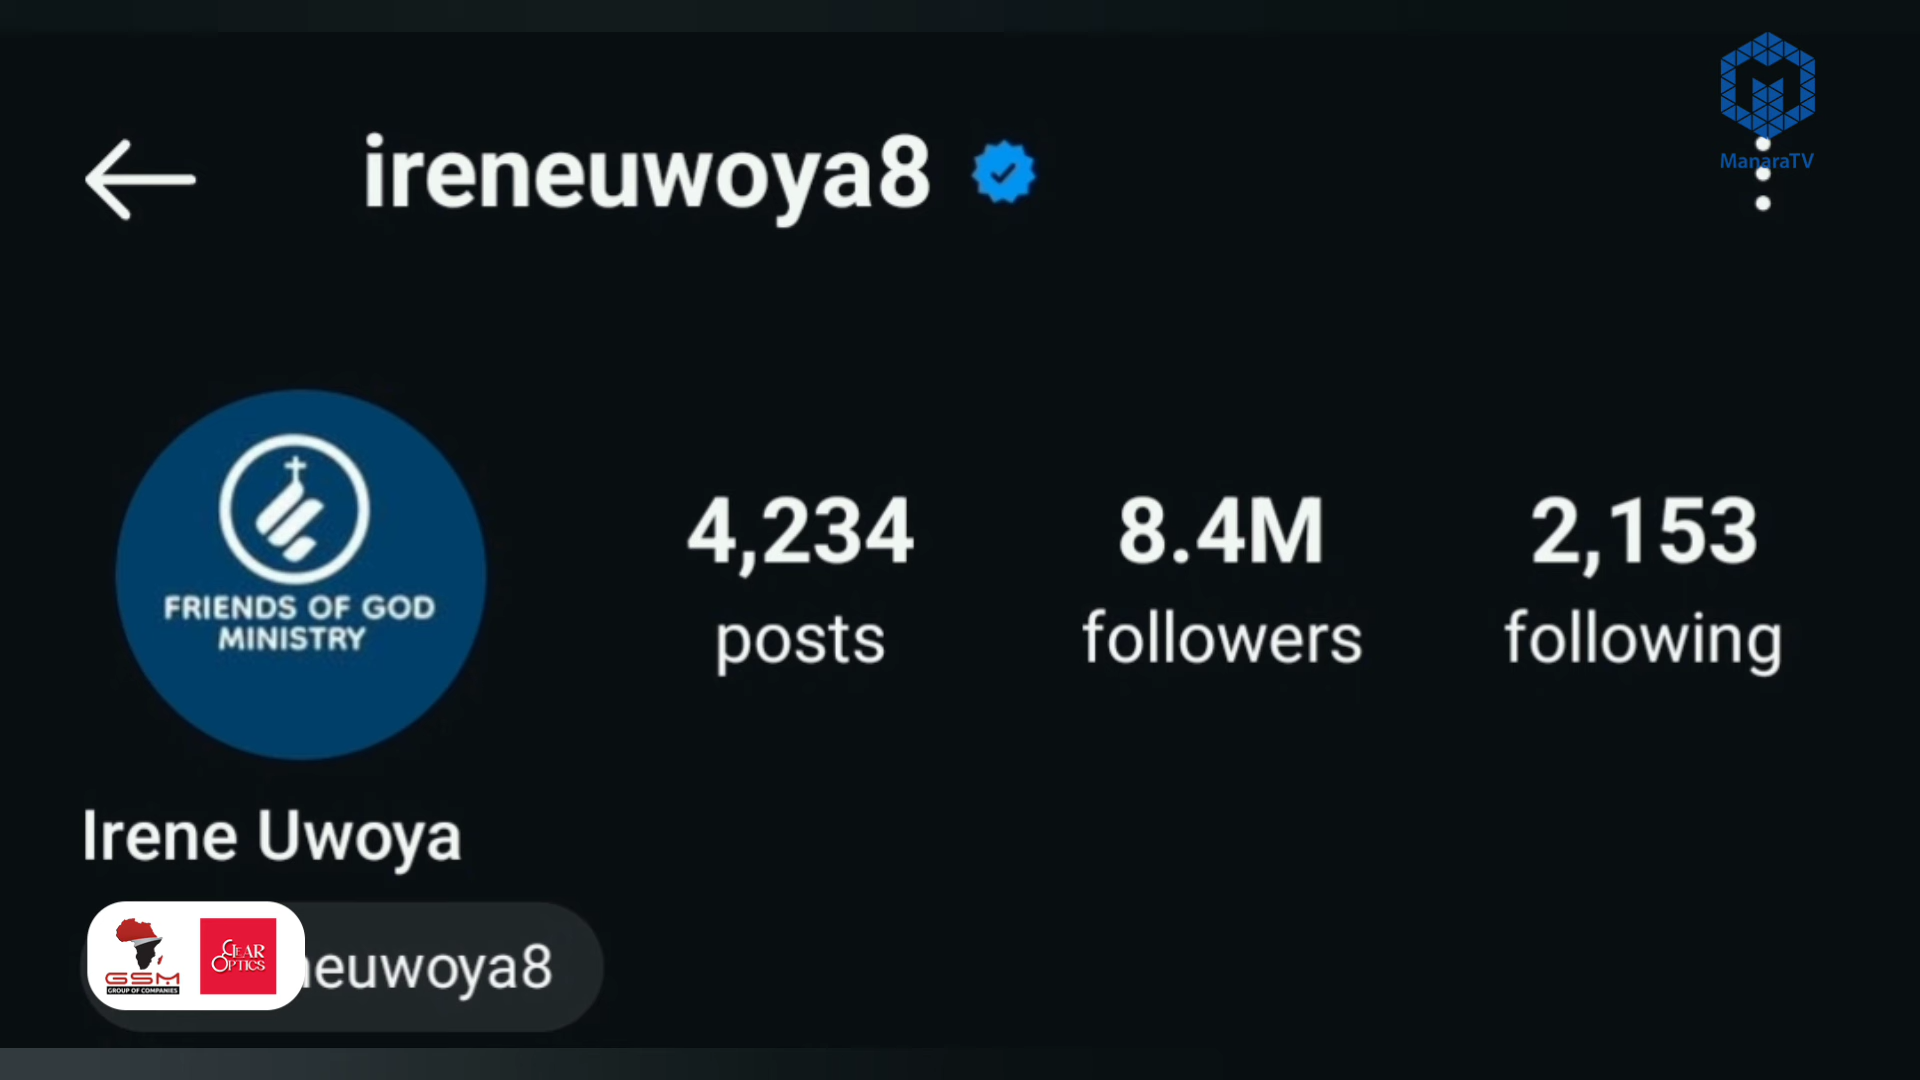 ireneuwoya8
ManaraTV
FRIENDS OF GOD
MINISTRY
4,234
posts
8.4M
followers
2,153
following
Irene Uwoya
GSM
GROUP OF COMPANIES
CLEAR
OPTICS
neuwoya8